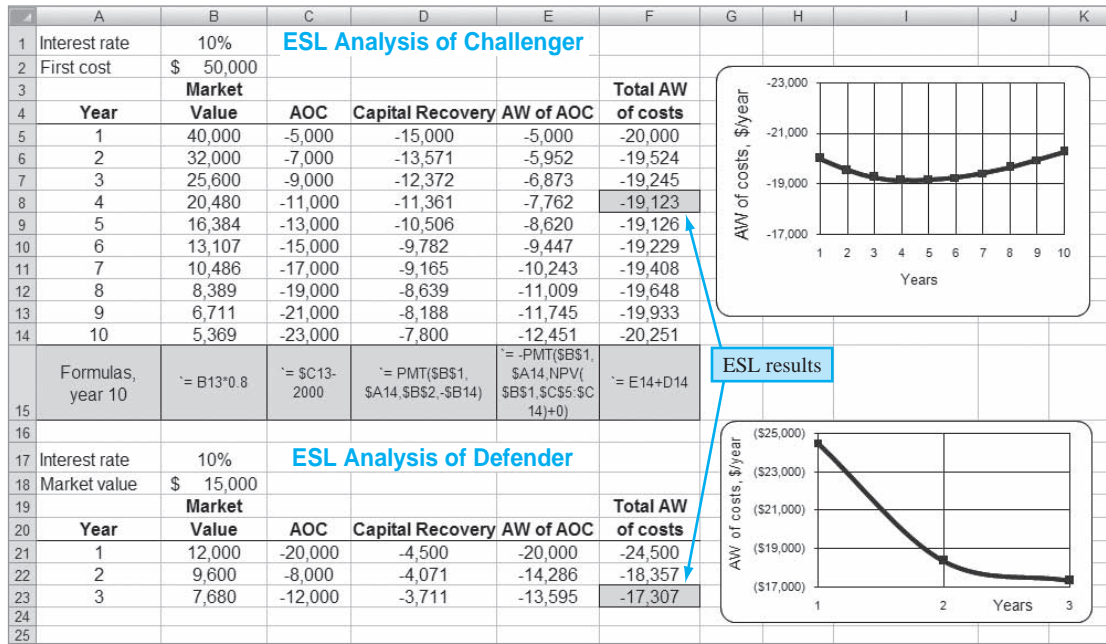 A B C D E F G H I J K
1 Interest rate 10% ESL Analysis of Challenger
2 First cost $ 50,000
3 Market Total AW
4 Year Value AOC Capital Recovery AW of AOC of costs
5 1 40,000 -5,000 -15,000 -5,000 -20,000
6 2 32,000 -7,000 -13,571 -5,952 -19,524
7 3 25,600 -9,000 -12,372 -6,873 -19,245
8 4 20,480 -11,000 -11,361 -7,762 -19,123
9 5 16,384 -13,000 -10,506 -8,620 -19,126
10 6 13,107 -15,000 -9,782 -9,447 -19,229
11 7 10,486 -17,000 -9,165 -10,243 -19,408
12 8 8,389 -19,000 -8,639 -11,009 -19,648
13 9 6,711 -21,000 -8,188 -11,745 -19,933
14 10 5,369 -23,000 -7,800 -12,451 -20,251
15
Formulas,
year 10
`= B13*0.8
`= $C13-
2000
`= PMT($B$1,
$A14,$B$2,-$B14)
`= -PMT($B$1,
$A14,NPV(
$B$1,$C$5:$C
14)+0)
`= E14+D14
16
17 Interest rate 10% ESL Analysis of Defender
18 Market value $ 15,000
19 Market Total AW
20 Year Value AOC Capital Recovery AW of AOC of costs
21 1 12,000 -20,000 -4,500 -20,000 -24,500
22 2 9,600 -8,000 -4,071 -14,286 -18,357
23 3 7,680 -12,000 -3,711 -13,595 -17,307
24
25
AW of costs, $/year
-23,000
-21,000
-19,000
-17,000
1 2 3 4 5 6 7 8 9 10
Years
ESL results
AW of costs, $/year
($25,000)
($23,000)
($21,000)
($19,000)
($17,000)
1 2 Years 3